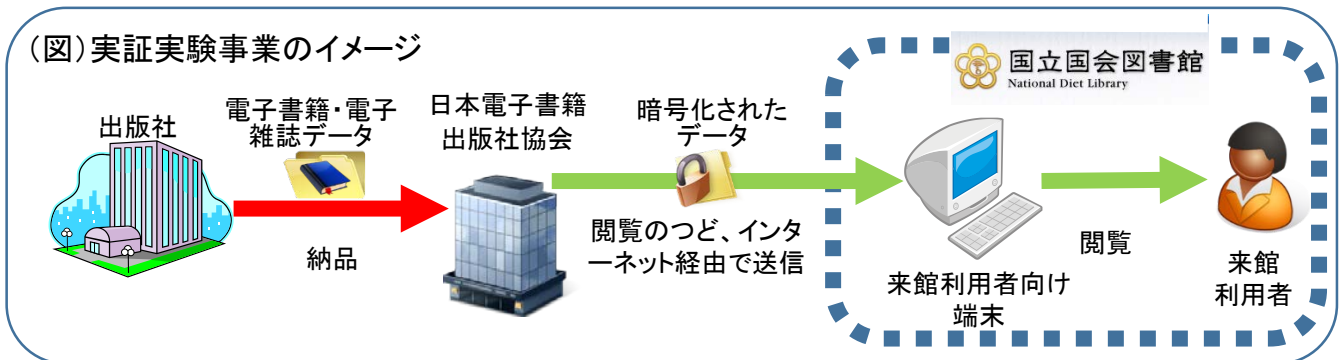 (図)実証実験事業のイメージ
国立国会図書館
National Diet Library
出版社
電子書籍・電子
雑誌データ
日本電子書籍
出版社協会
暗号化された
データ
納品
閲覧のつど、インタ
ーネット経由で送信
来館利用者向け
端末
閲覧
来館
利用者